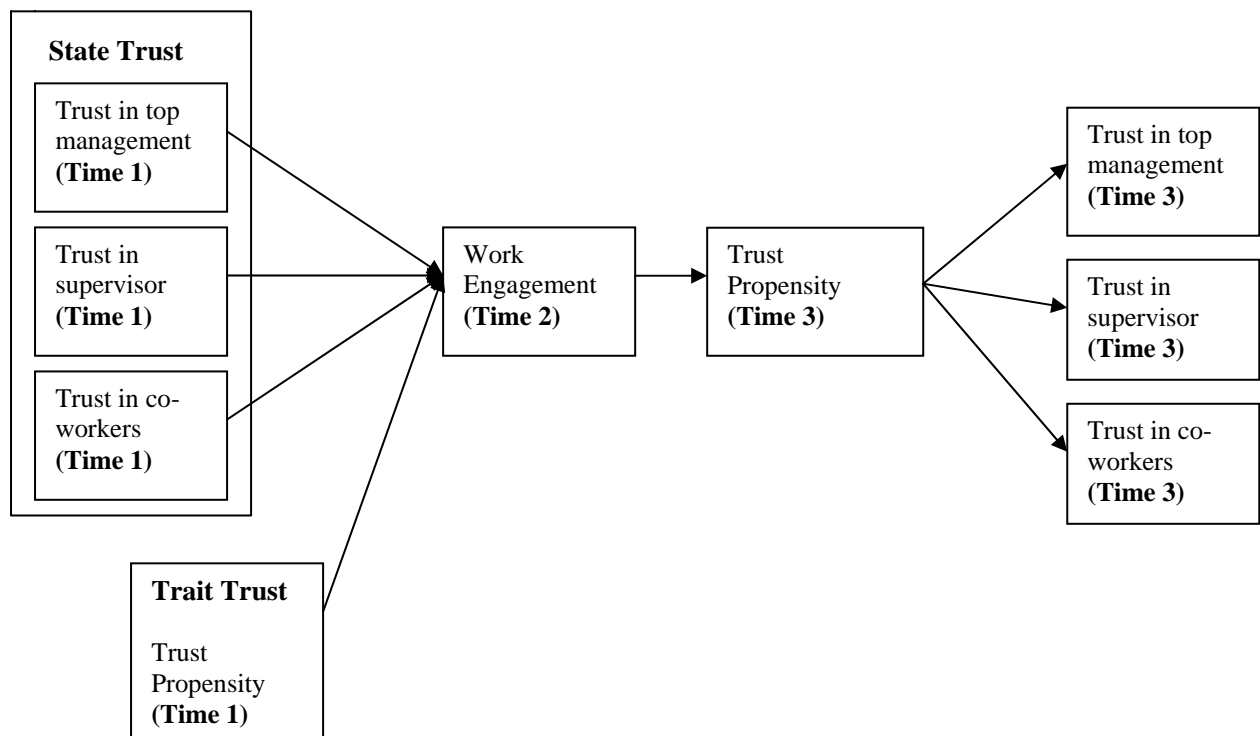 State Trust
Trust in top
management
(Time 1)
Trust in
supervisor
(Time 1)
Trust in co-
workers
(Time 1)
Trait Trust
Trust
Propensity
(Time 1)
Work
Engagement
(Time 2)
Trust
Propensity
(Time 3)
Trust in top
management
(Time 3)
Trust in
supervisor
(Time 3)
Trust in co-
workers
(Time 3)